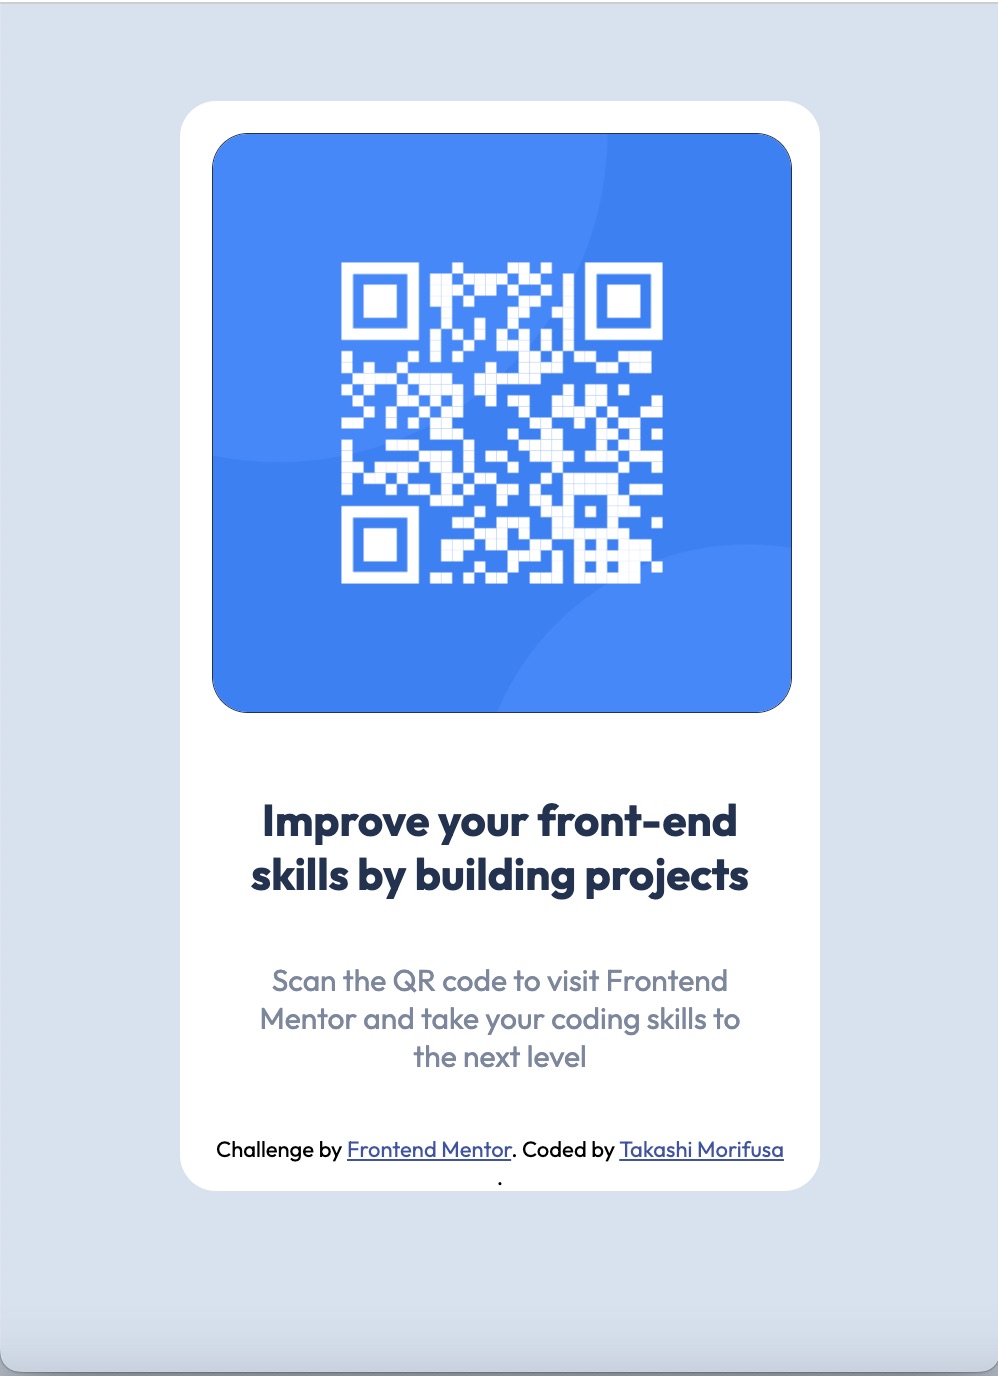 Improve your front-end
skills by building projects
Scan the QR code to visit Frontend
Mentor and take your coding skills to
the next level
Challenge by Frontend Mentor. Coded by Takashi Morifusa
.